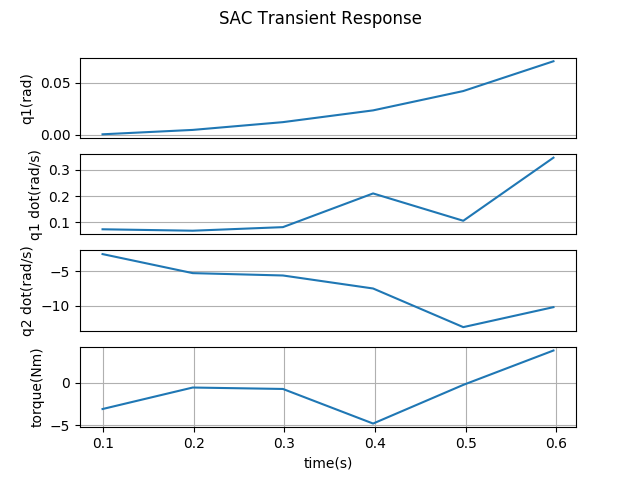 SAC Transient Response
q1(rad)
0.05
0.00
q1 dot(rad/s)
0.3
0.2
0.1
q2 dot(rad/s)
−5
−10
torque(Nm)
0
−5
0.1 0.2 0.3 0.4 0.5 0.6
time(s)